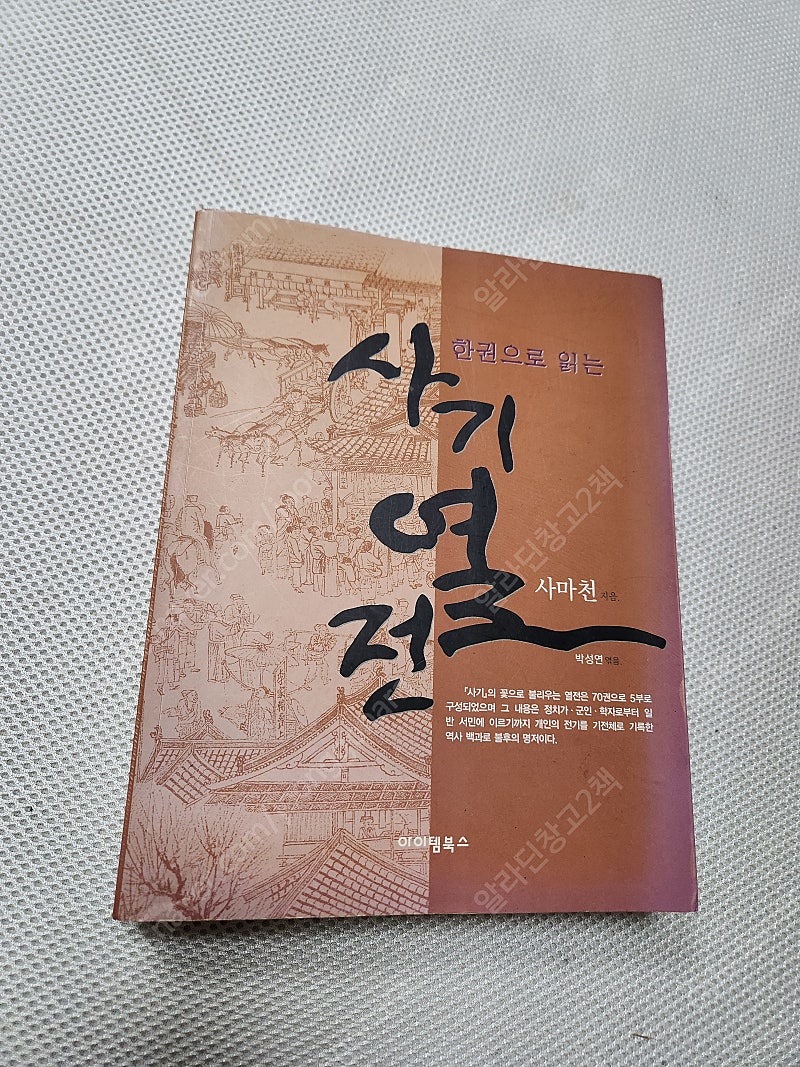 한권으로 읽는
사기
열
전
사마천 지음.
박성연 엮음.
「사기」의 꽃으로 불리우는 열전은 70권으로 5부로
구성되었으며 그 내용은 정치가·군인·학자로부터 일
반 서민에 이르기까지 개인의 전기를 기전체로 기록한
역사 백과로 불후의 명저이다.
아이템북스
알라딘창고2책
알라딘창고2책
알라딘창고2책